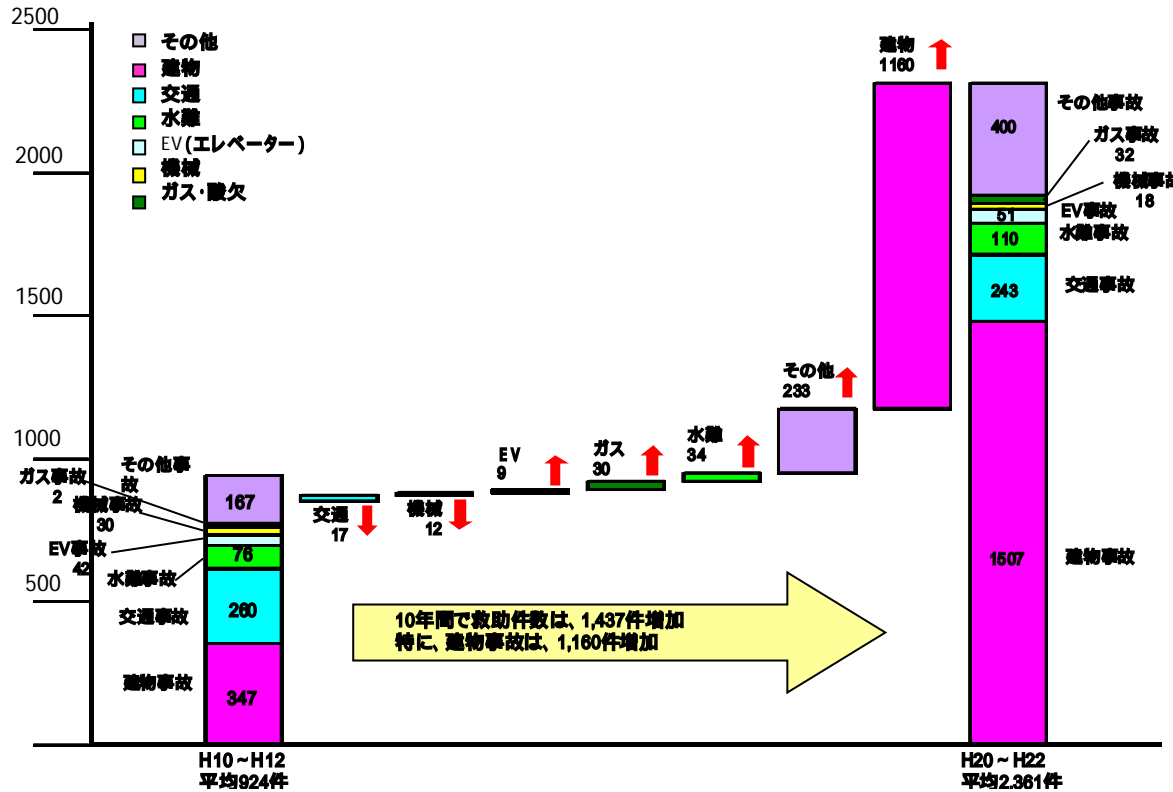 2500
2000
1500
1000
500
その他
建物
交通
水難
EV(エレベーター)
機械
ガス・酸欠
その他事故
167
ガス事故
2
機械事故
30
EV事故
42
水難事故
76
交通事故
260
建物事故
347
H10～H12
平均924件
交通
17
機械
12
EV
9
ガス
30
水難
34
その他
233
建物
1160
10年間で救助件数は、1,437件増加
特に、建物事故は、1,160件増加
その他事故
400
ガス事故
32
機械事故
18
EV事故
51
水難事故
110
交通事故
243
建物事故
1507
H20～H22
平均2,361件